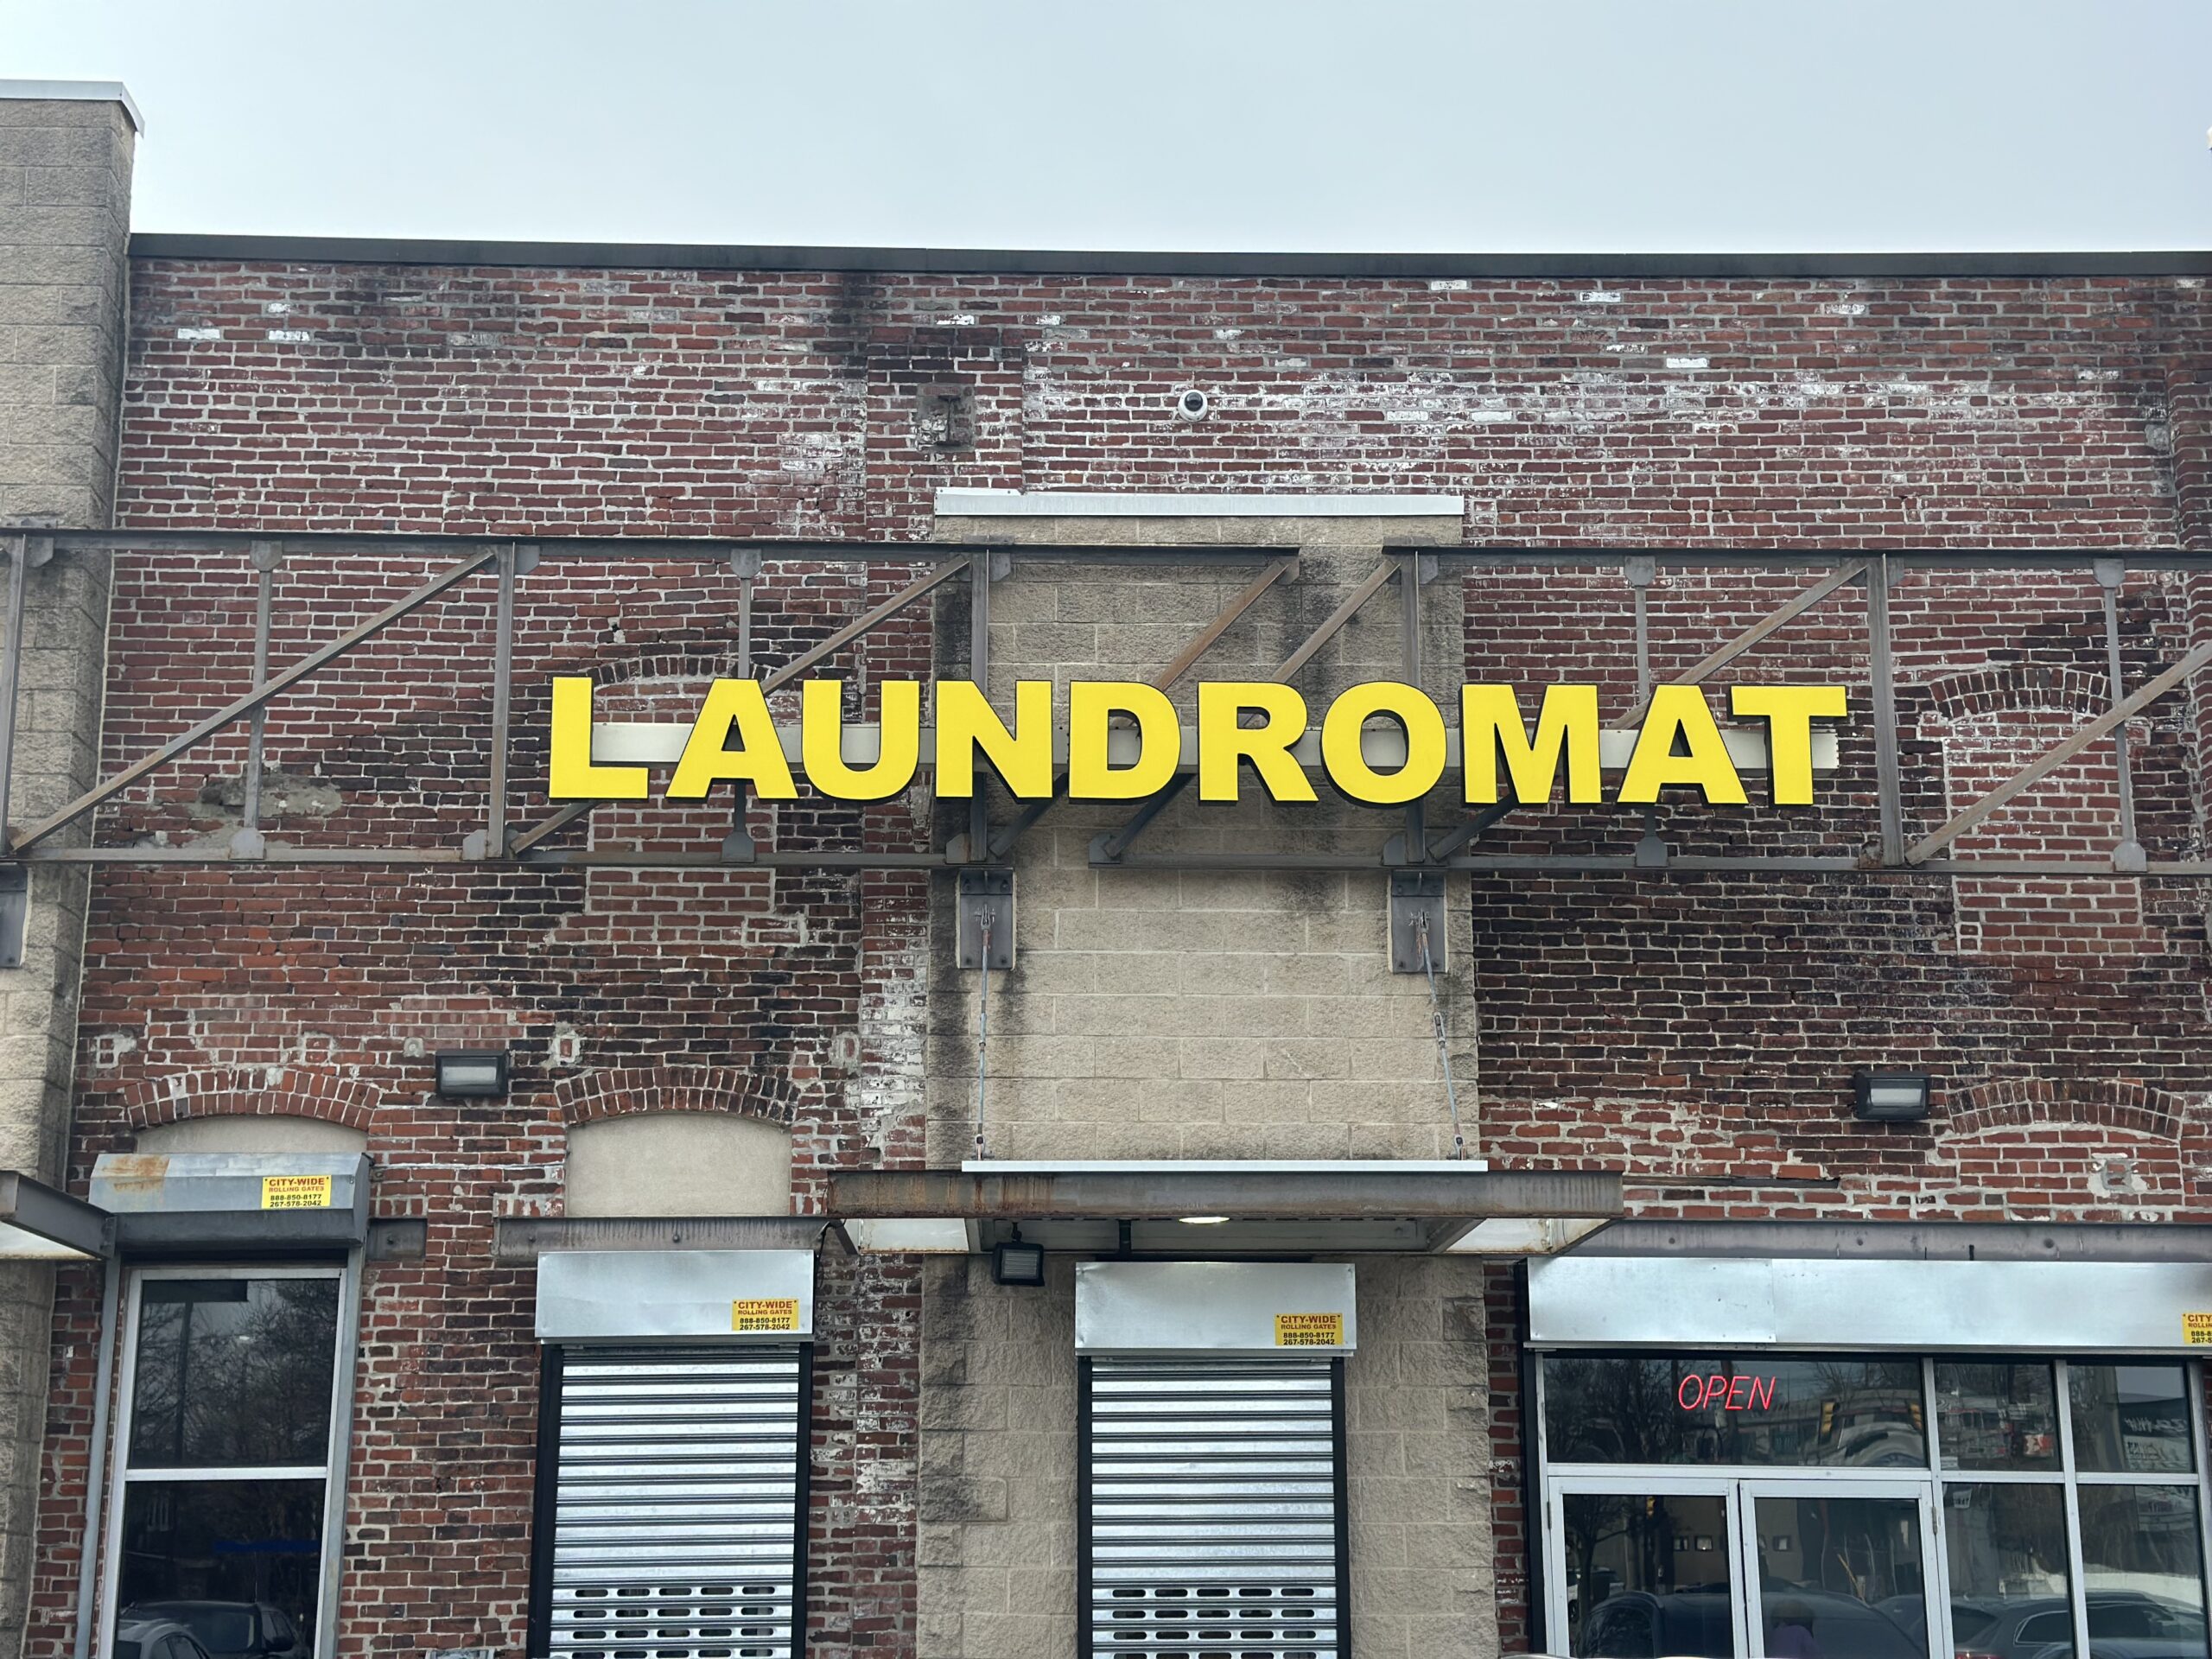 LAUNDROMAT
CITY-WIDE
ROLLING GATES
888-850-8177
267-578-2042
CITY-WIDE
ROLLING GATES
888-850-8177
267-578-2042
CITY-WIDE
ROLLING GATES
888-850-8177
267-578-2042
OPEN